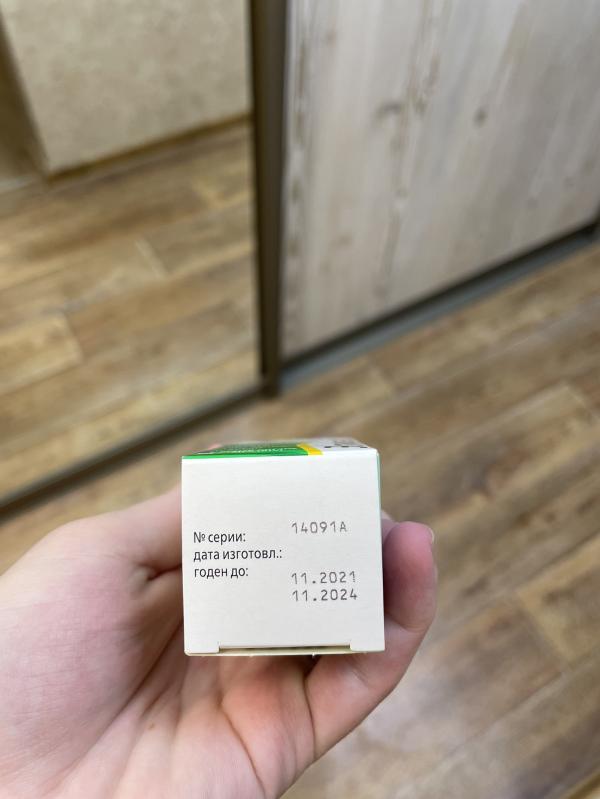 № серии: 14091A
дата изготовл.: 11.2021
годен до: 11.2024